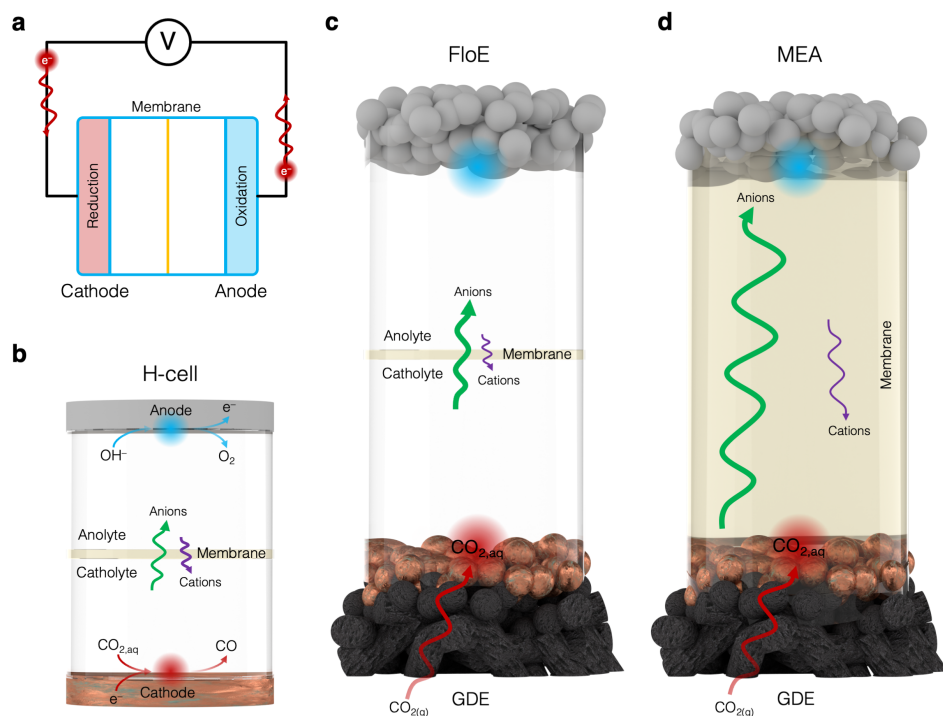 a
e⁻
V
Membrane
e⁻
Reduction
Oxidation
Cathode
Anode
b
H-cell
Anode
e⁻
OH⁻
O₂
Anions
Anolyte
Membrane
Catholyte
Cations
CO₂,aq
CO
e⁻
Cathode
c
FloE
Anions
Anolyte
Membrane
Catholyte
Cations
CO₂,aq
CO₂(g)
GDE
d
MEA
Anions
Membrane
Cations
CO₂,aq
CO₂(g)
GDE